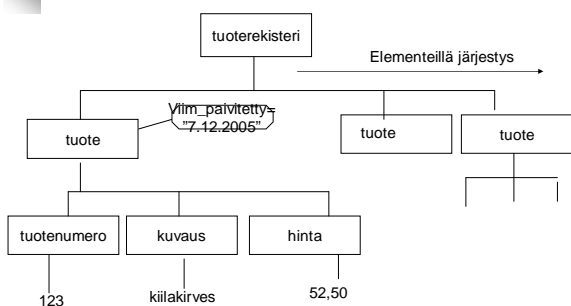 tuoterekisteri
Elementeillä järjestys
Viim_paivitetty=
"7.12.2005"
tuote
tuote
tuote
tuotenumero
kuvaus
hinta
123
kiilakirves
52,50